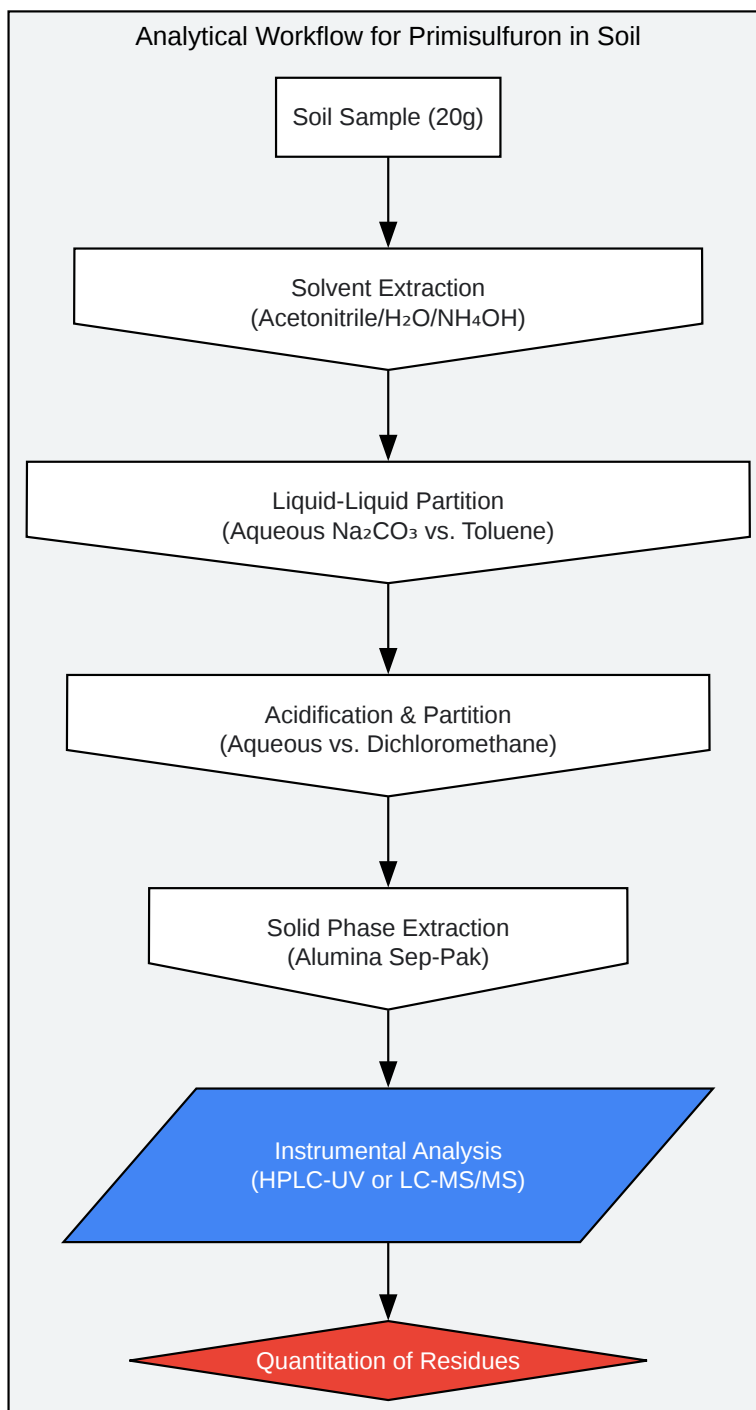 Analytical Workflow for Primisulfuron in Soil
Soil Sample (20g)
Solvent Extraction
(Acetonitrile/H₂O/NH₄OH)
Liquid-Liquid Partition
(Aqueous Na₂CO₃ vs. Toluene)
Acidification & Partition
(Aqueous vs. Dichloromethane)
Solid Phase Extraction
(Alumina Sep-Pak)
Instrumental Analysis
(HPLC-UV or LC-MS/MS)
Quantitation of Residues